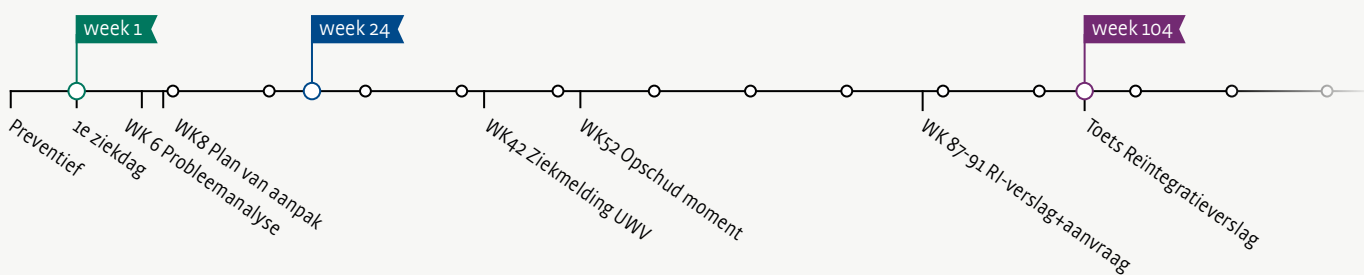 week 1
week 24
week 104
Preventief
1e ziekdag
WK 6 Probleemanalyse
WK8 Plan van aanpak
WK42 Ziekmelding UWV
WK52 Opschud moment
WK 87-91 RI-verslag+aanvraag
Toets Reïntegratieverslag